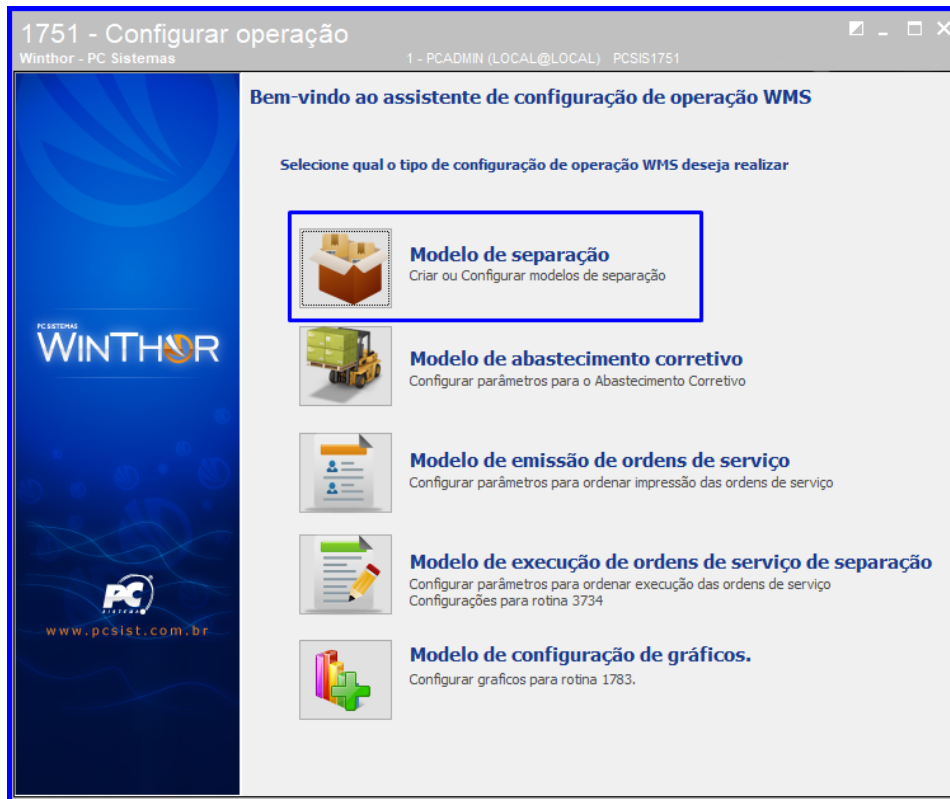 1751 - Configurar operação
Winthor - PC Sistemas
1 - PCADMIN (LOCAL@LOCAL) PCSIS1751
Bem-vindo ao assistente de configuração de operação WMS
Selecione qual o tipo de configuração de operação WMS deseja realizar
Modelo de separação
Criar ou Configurar modelos de separação
PC SISTEMAS
WINTHOR
Modelo de abastecimento corretivo
Configurar parâmetros para o Abastecimento Corretivo
Modelo de emissão de ordens de serviço
Configurar parâmetros para ordenar impressão das ordens de serviço
Modelo de execução de ordens de serviço de separação
Configurar parâmetros para ordenar execução das ordens de serviço
Configurações para rotina 3734
PC
SISTEMAS
www.pcsist.com.br
Modelo de configuração de gráficos.
Configurar graficos para rotina 1783.